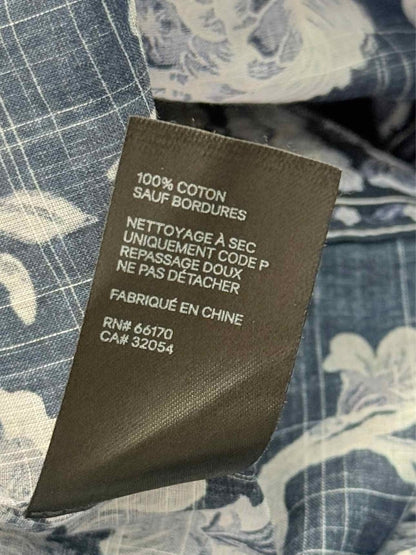 100% COTON
SAUF BORDURES
NETTOYAGE À SEC
UNIQUEMENT CODE P
REPASSAGE DOUX
NE PAS DÉTACHER
FABRIQUÉ EN CHINE
RN# 66170
CA# 32054